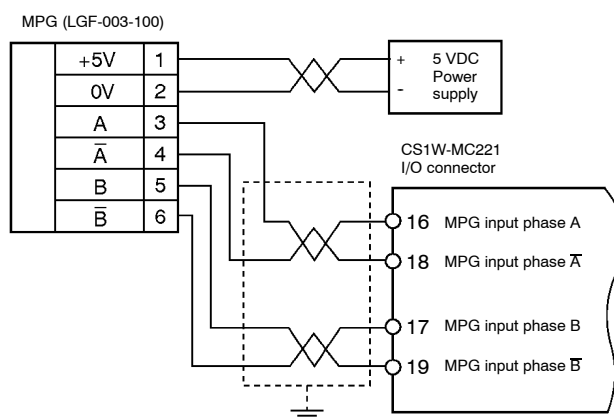 MPG (LGF-003-100)
+5V 1
0V 2
A 3
A̅ 4
B 5
B̅ 6
+ 5 VDC
Power
- supply
CS1W-MC221
I/O connector
16 MPG input phase A
18 MPG input phase A̅
17 MPG input phase B
19 MPG input phase B̅